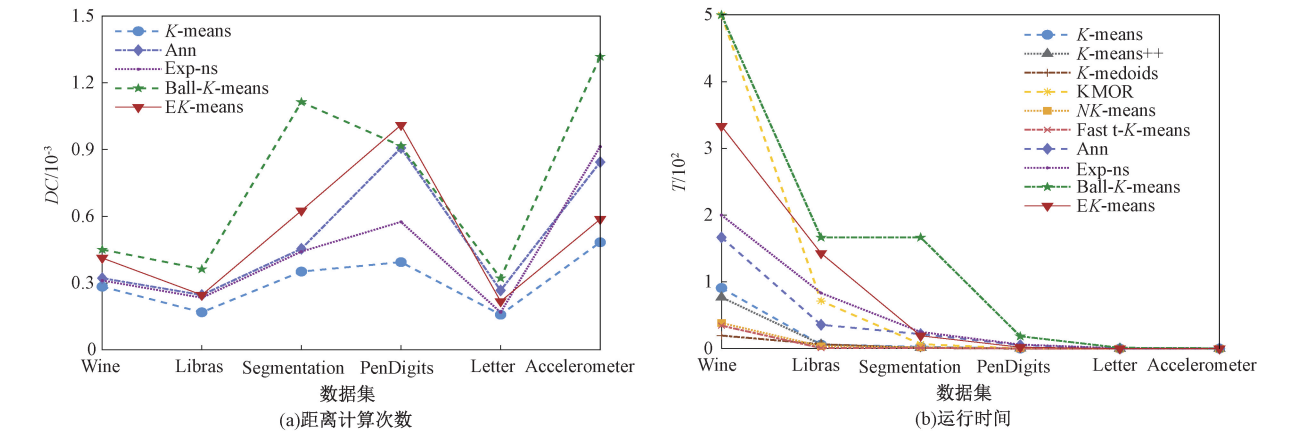 1.5
1.2
0.9
0.6
0.3
0
DC/10⁻³
K-means
Ann
Exp-ns
Ball-K-means
EK-means
Wine Libras Segmentation PenDigits Letter Accelerometer
数据集
(a)距离计算次数
5
4
3
2
1
0
T/10²
K-means
K-means++
K-medoids
KMOR
NK-means
Fast t-K-means
Ann
Exp-ns
Ball-K-means
EK-means
Wine Libras Segmentation PenDigits Letter Accelerometer
数据集
(b)运行时间